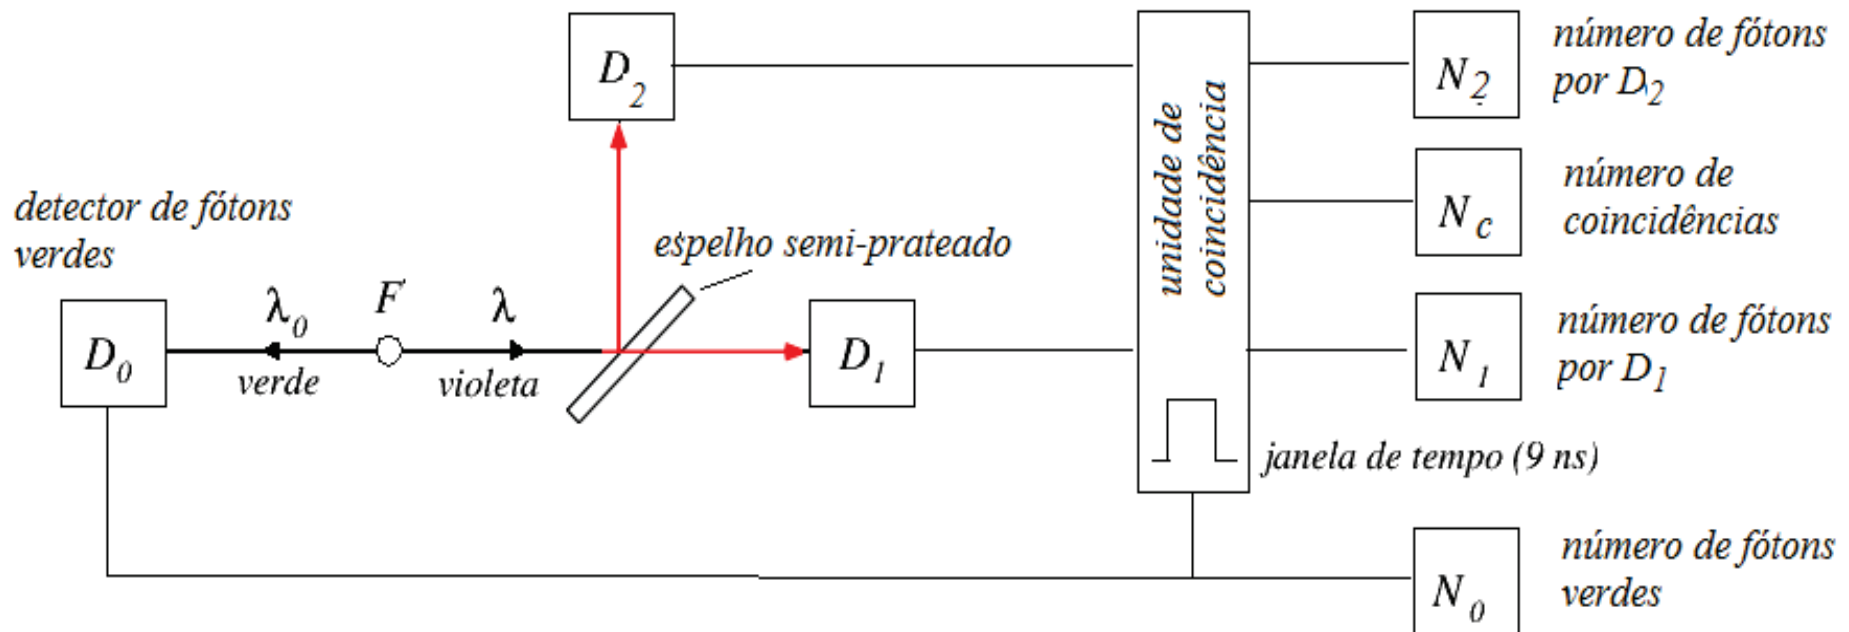 D2
número de fótons
por D2
N2
unidade de
coincidência
número de
coincidências
Nc
detector de fótons
verdes
espelho semi-prateado
λ0
F
λ
D0
verde
violeta
D1
número de fótons
por D1
N1
janela de tempo (9 ns)
número de fótons
verdes
N0